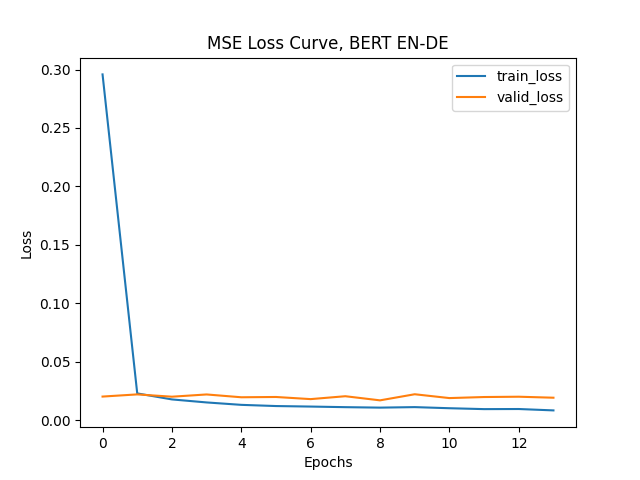 MSE Loss Curve, BERT EN-DE
train_loss
valid_loss
0.30
0.25
0.20
0.15
0.10
0.05
0.00
Loss
0 2 4 6 8 10 12
Epochs